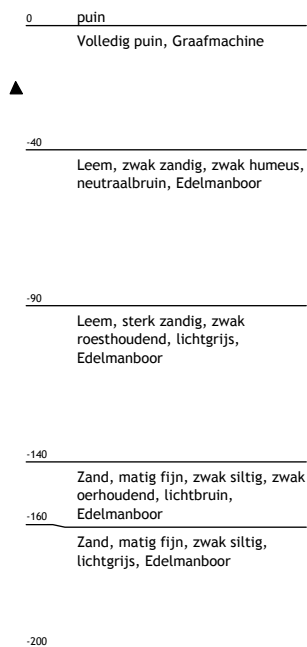 0 puin
Volledig puin, Graafmachine
-40
Leem, zwak zandig, zwak humeus,
neutraalbruin, Edelmanboor
-90
Leem, sterk zandig, zwak
roesthoudend, lichtgrijs,
Edelmanboor
-140
Zand, matig fijn, zwak siltig, zwak
oerhoudend, lichtbruin,
Edelmanboor
-160
Zand, matig fijn, zwak siltig,
lichtgrijs, Edelmanboor
-200